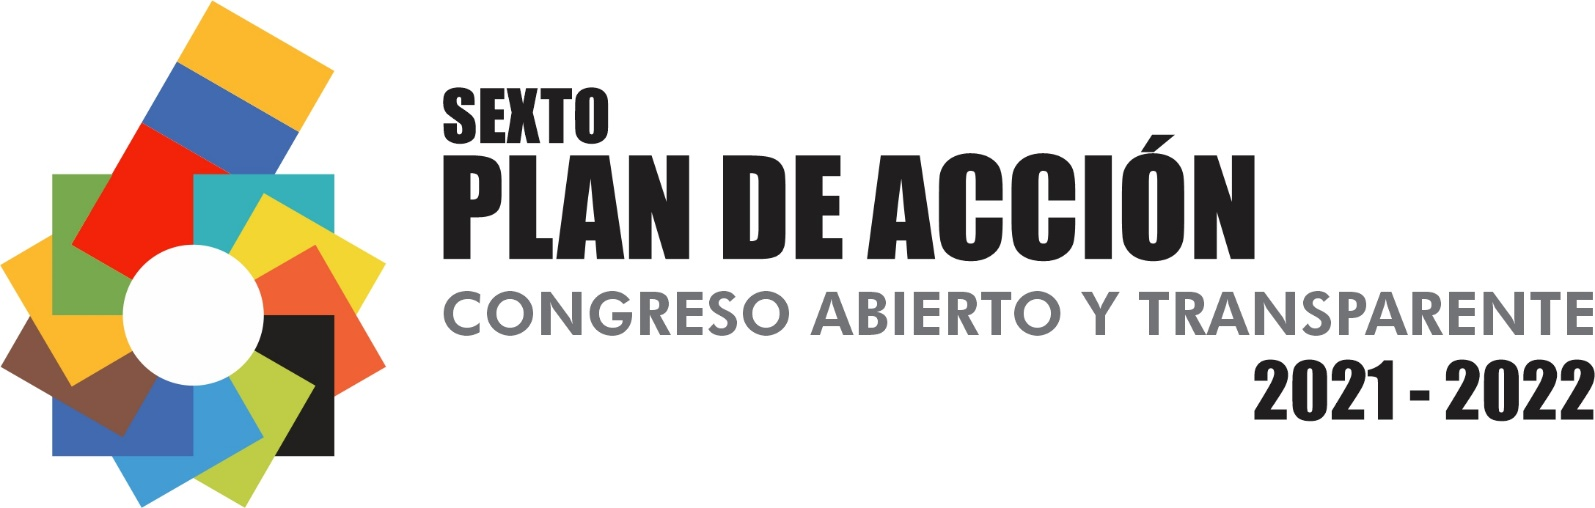 SEXTO
PLAN DE ACCIÓN
CONGRESO ABIERTO Y TRANSPARENTE
2021 - 2022